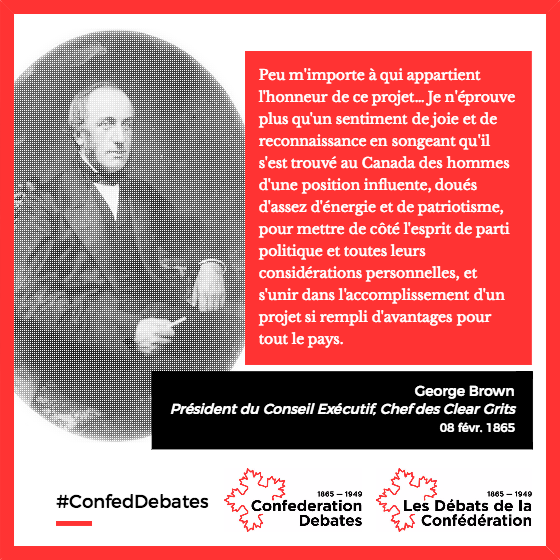 Peu m'importe à qui appartient
l'honneur de ce projet... Je n'éprouve
plus qu'un sentiment de joie et de
reconnaissance en songeant qu'il
s'est trouvé au Canada des hommes
d'une position influente, doués
d'assez d'énergie et de patriotisme,
pour mettre de côté l'esprit de parti
politique et toutes leurs
considérations personnelles, et
s'unir dans l'accomplissement d'un
projet si rempli d'avantages pour
tout le pays.
George Brown
Président du Conseil Exécutif, Chef des Clear Grits
08 févr. 1865
#ConfedDebates
1865 — 1949
Confederation
Debates
1865 — 1949
Les Débats de la
Confédération